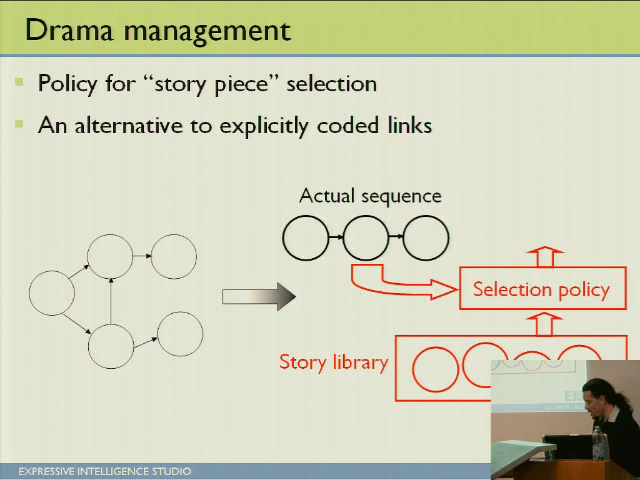 Drama management
Policy for “story piece” selection
An alternative to explicitly coded links
Actual sequence
Selection policy
Story library
EXPRESSIVE INTELLIGENCE STUDIO